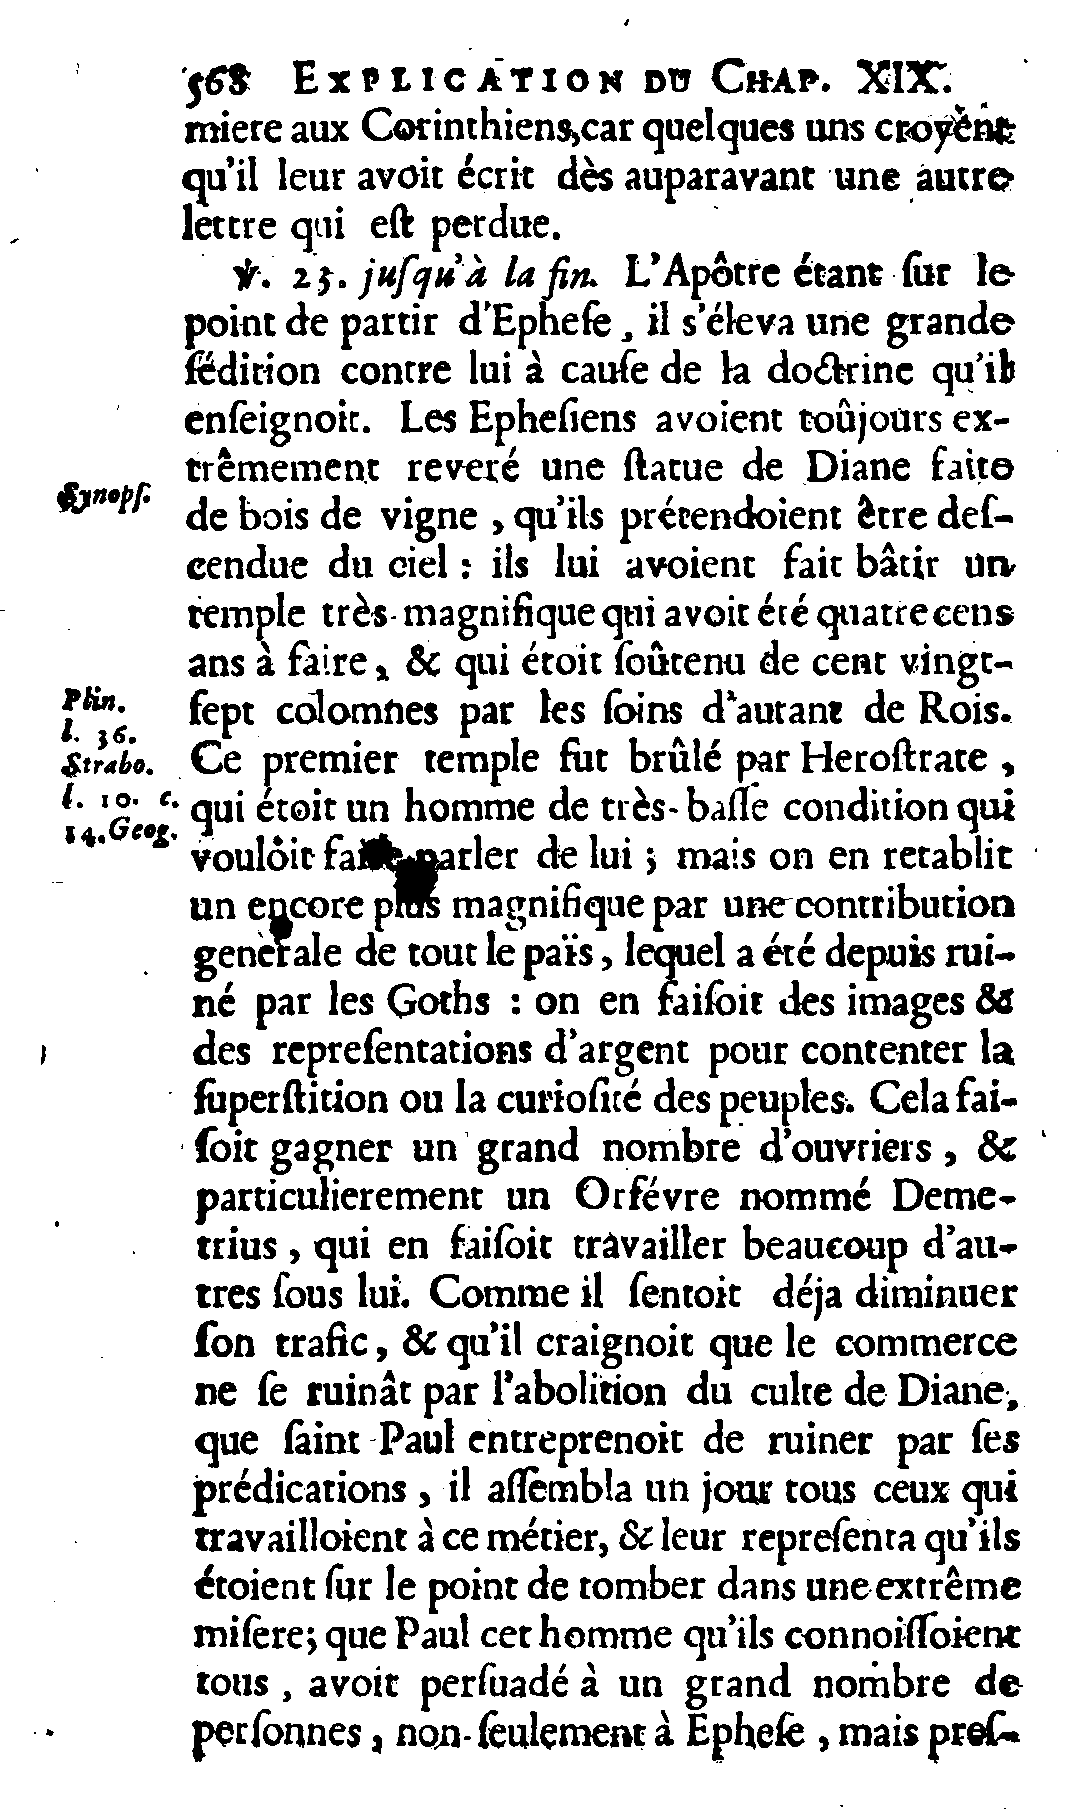 568 EXPLICATION DU CHAP. XIX.
miere aux Corinthiens, car quelques uns croyent
qu'il leur avoit écrit dès auparavant une autre
lettre qui eſt perdue.
℣. 23. juſqu'à la fin. L'Apôtre étant ſur le
point de partir d'Epheſe, il s'éleva une grande
ſédition contre lui à cauſe de la doctrine qu'il
enſeignoit. Les Epheſiens avoient toûjours ex-
trêmement reveré une ſtatue de Diane faite
Synopſ.
de bois de vigne, qu'ils prétendoient être deſ-
cendue du ciel : ils lui avoient fait bâtir un
temple très-magnifique qui avoit été quatre cens
ans à faire, & qui étoit ſoûtenu de cent vingt-
Plin.
l. 36.
Strabo.
l. 10. c.
14. Geog.
ſept colomnes par les ſoins d'autant de Rois.
Ce premier temple fut brûlé par Heroſtrate,
qui étoit un homme de très-baſſe condition qui
vouloit faire parler de lui ; mais on en retablit
un encore plus magnifique par une contribution
generale de tout le païs, lequel a été depuis rui-
né par les Goths : on en faiſoit des images &
des repreſentations d'argent pour contenter la
ſuperſtition ou la curioſité des peuples. Cela fai-
ſoit gagner un grand nombre d'ouvriers, &
particulierement un Orfévre nommé Deme-
trius, qui en faiſoit travailler beaucoup d'au-
tres ſous lui. Comme il ſentoit déja diminuer
ſon trafic, & qu'il craignoit que le commerce
ne ſe ruinât par l'abolition du culte de Diane,
que ſaint Paul entreprenoit de ruiner par ſes
prédications, il aſſembla un jour tous ceux qui
travailloient à ce métier, & leur repreſenta qu'ils
étoient ſur le point de tomber dans une extrême
miſere; que Paul cet homme qu'ils connoiſſoient
tous, avoit perſuadé à un grand nombre de
perſonnes, non-ſeulement à Epheſe, mais preſ-